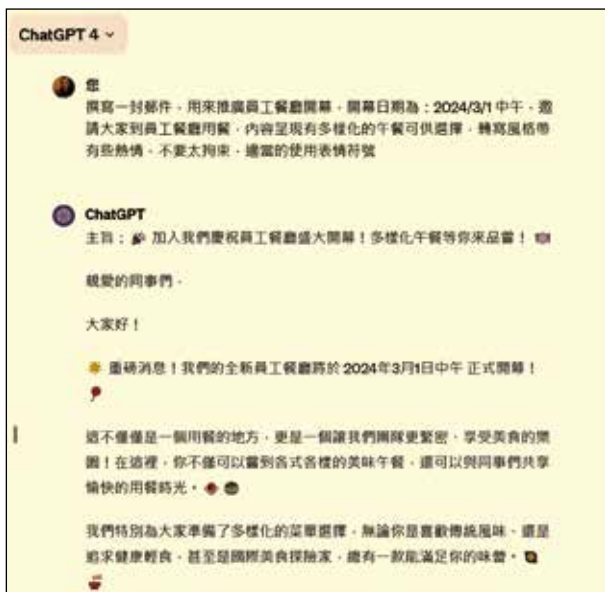 ChatGPT 4
您
撰寫一封郵件，用來推廣員工餐廳開幕，開幕日期為：2024/3/1 中午，邀
請大家到員工餐廳用餐，內容呈現有多樣化的午餐可供選擇，轉寫風格帶
有些熱情，不要太拘束，適當的使用表情符號
ChatGPT
主旨：🎉 加入我們慶祝員工餐廳盛大開幕！多樣化午餐等你來品嘗！🍽️
親愛的同事們，
大家好！
🌟 重磅消息！我們的全新員工餐廳將於 2024年3月1日中午 正式開幕！
🎈
這不僅僅是一個用餐的地方，更是一個讓我們團隊更緊密、享受美食的樂
園！在這裡，你不僅可以嘗到各式各樣的美味午餐，還可以與同事們共享
愉快的用餐時光。
我們特別為大家準備了多樣化的菜單選擇，無論你是喜歡傳統風味、還是
追求健康輕食，甚至是國際美食探險家，總有一款能滿足你的味蕾。